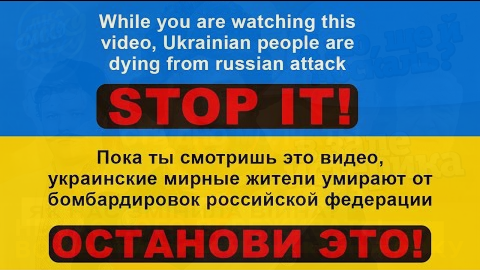 While you are watching this
video, Ukrainian people are
dying from russian attack
STOP IT!
Пока ты смотришь это видео,
украинские мирные жители умирают от
бомбардировок российской федерации
ОСТАНОВИ ЭТО!